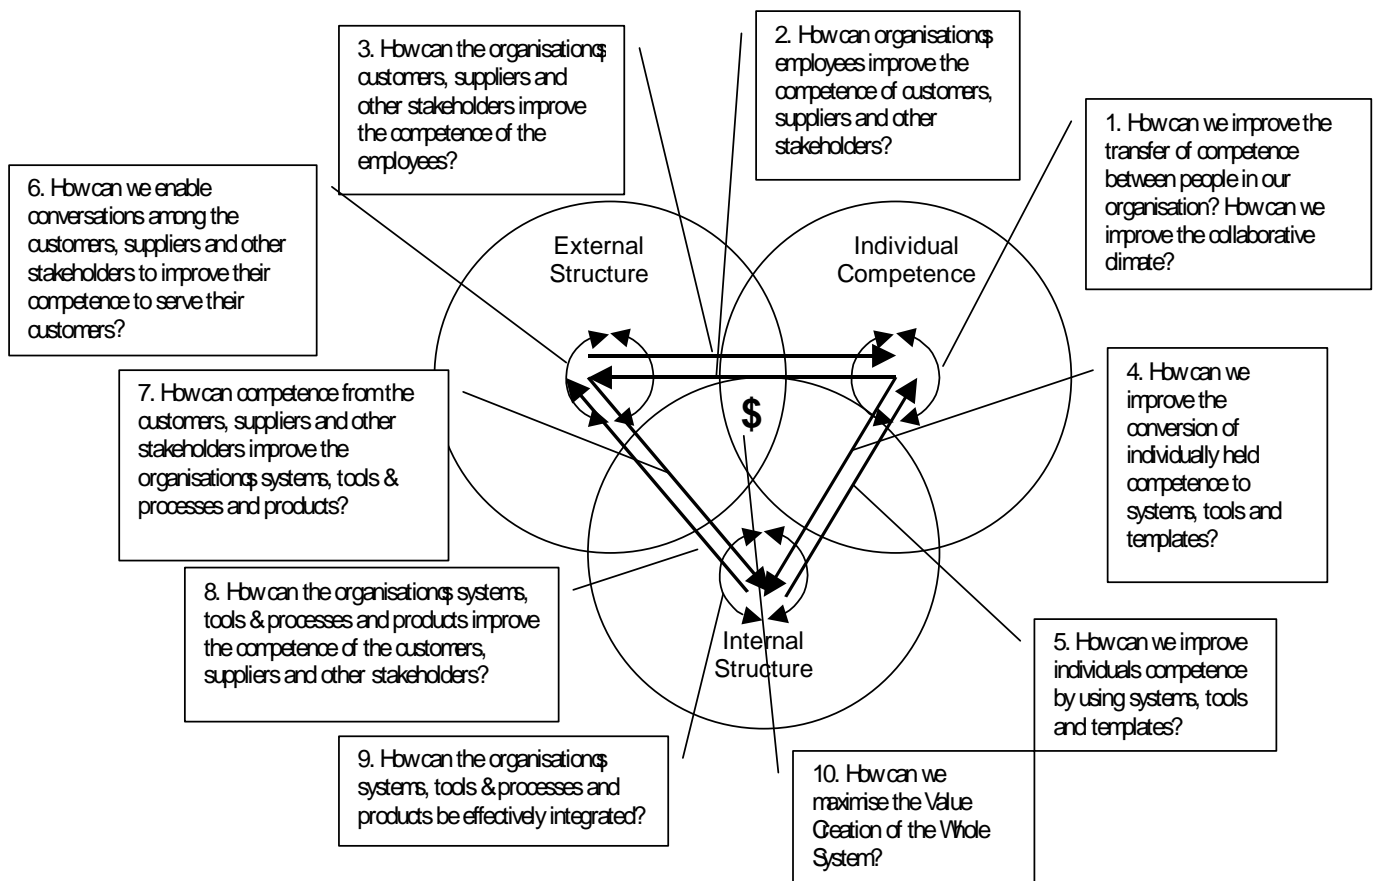 3. How can the organisationqs
customers, suppliers and
other stakeholders improve
the competence of the
employees?
2. How can organisationqs
employees improve the
competence of customers,
suppliers and other
stakeholders?
1. How can we improve the
transfer of competence
between people in our
organisation? How can we
improve the collaborative
climate?
6. How can we enable
conversations among the
customers, suppliers and other
stakeholders to improve their
competence to serve their
customers?
External
Structure
Individual
Competence
7. How can competence from the
customers, suppliers and other
stakeholders improve the
organisationqs systems, tools &
processes and products?
$
4. How can we
improve the
conversion of
individually held
competence to
systems, tools and
templates?
8. How can the organisationqs systems,
tools & processes and products improve
the competence of the customers,
suppliers and other stakeholders?
Internal
Structure
5. How can we improve
individuals competence
by using systems, tools
and templates?
9. How can the organisationqs
systems, tools & processes and
products be effectively integrated?
10. How can we
maximise the Value
Creation of the Whole
System?